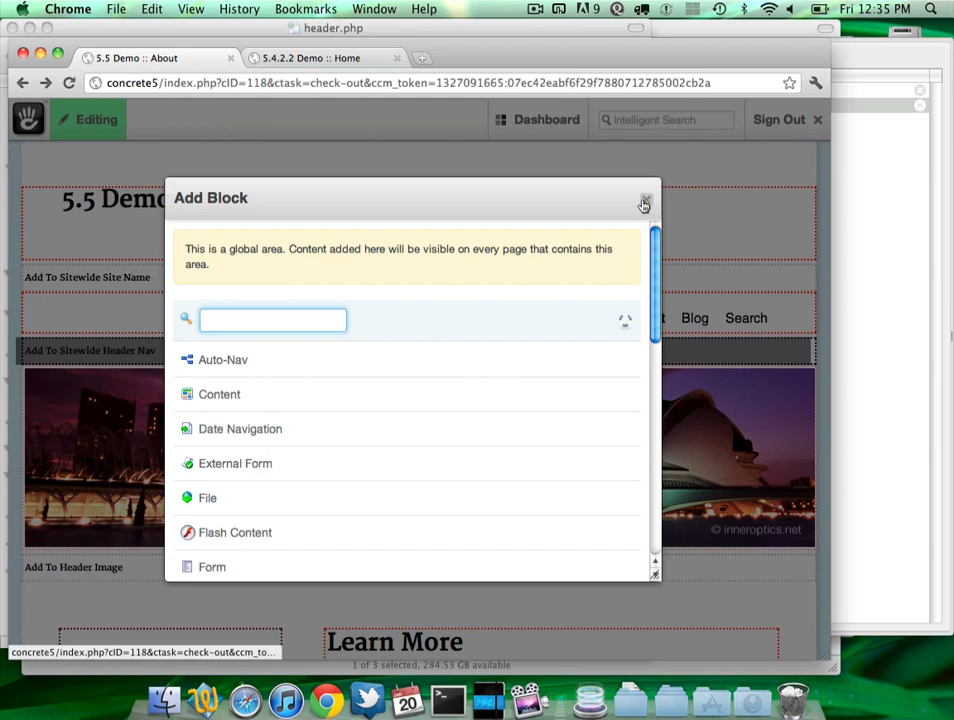 Chrome File Edit View History Bookmarks Window Help 9 Fri 12:35 PM
header.php
5.5 Demo :: About
5.4.2.2 Demo :: Home
concrete5/index.php?cID=118&ctask=check-out&ccm_token=1327091665:07ec42eabf6f29f7880712785002cb2a
Editing
Dashboard
Intelligent Search
Sign Out
Add Block
5.5 Demo
This is a global area. Content added here will be visible on every page that contains this
area.
Add To Sitewide Site Name
Blog Search
Add To Sitewide Header Nav
Auto-Nav
Content
Date Navigation
External Form
File
Flash Content
© inneroptics.net
Form
Add To Header Image
Learn More
concrete5/index.php?cID=118&ctask=check-out&ccm_to...
1 of 3 selected, 284.53 GB available
20